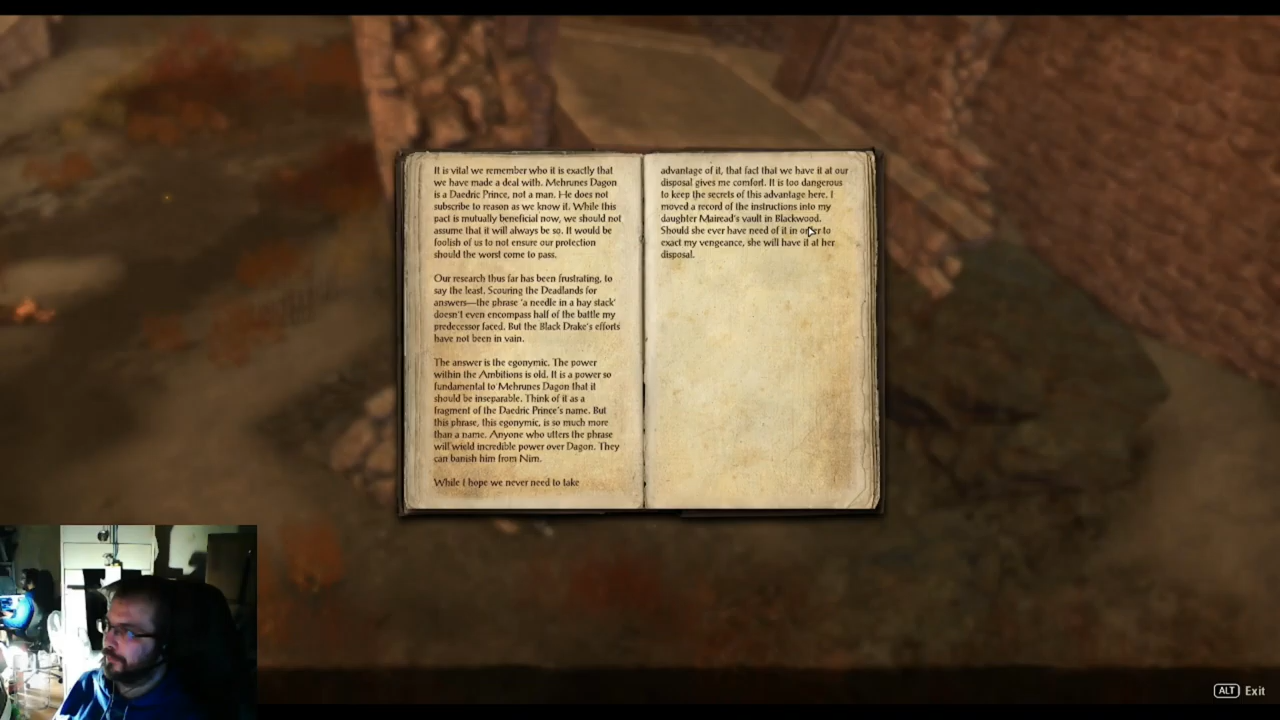 It is vital we remember who it is exactly that
we have made a deal with. Mehrunes Dagon
is a Daedric Prince, not a man. He does not
subscribe to reason as we know it. While this
pact is mutually beneficial now, we should not
assume that it will always be so. It would be
foolish of us to not ensure our protection
should the worst come to pass.
Our research thus far has been frustrating, to
say the least. Scouring the Deadlands for
answers—the phrase 'a needle in a hay stack'
doesn't even encompass half of the battle my
predecessor faced. But the Black Drake's efforts
have not been in vain.
The answer is the egonymic. The power
within the Ambitions is old. It is a power so
fundamental to Mehrunes Dagon that it
should be inseparable. Think of it as a
fragment of the Daedric Prince's name. But
this phrase, this egonymic, is so much more
than a name. Anyone who utters the phrase
will wield incredible power over Dagon. They
can banish him from Nirn.
While I hope we never need to take
advantage of it, that fact that we have it at our
disposal gives me comfort. It is too dangerous
to keep the secrets of this advantage here. I
moved a record of the instructions into my
daughter Mairead's vault in Blackwood.
Should she ever have need of it in order to
exact my vengeance, she will have it at her
disposal.
ALT Exit